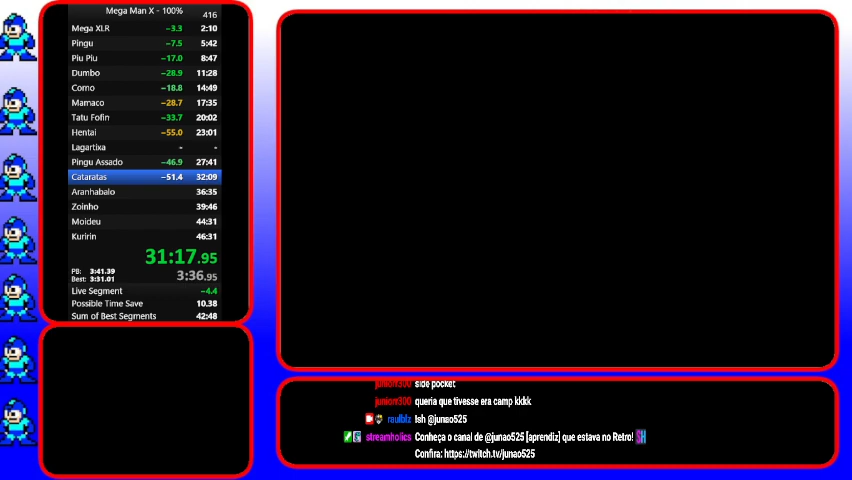 Mega Man X - 100%
416
Mega XLR -3.3 2:10
Pingu -7.5 5:42
Piu Piu -17.0 8:47
Dumbo -28.9 11:28
Corno -18.8 14:49
Mamaco -28.7 17:35
Tatu Fofin -33.7 20:02
Hentai -55.0 23:01
Lagartixa - -
Pingu Assado -46.9 27:41
Cataratas -51.4 32:09
Aranhabalo 36:35
Zoinho 39:46
Moideu 44:31
Kuririn 46:31
31:17.95
PB: 3:41.39
Best: 3:31.01
3:36.95
Live Segment -4.4
Possible Time Save 10.38
Sum of Best Segments 42:48
juniorr300 side pocket
juniorr300 queria que tivesse era camp kkkk
raulblz !sh @junao525
streamholics Conheça o canal de @junao525 [aprendiz] que estava no Retro! SH
Confira: https://twitch.tv/junao525